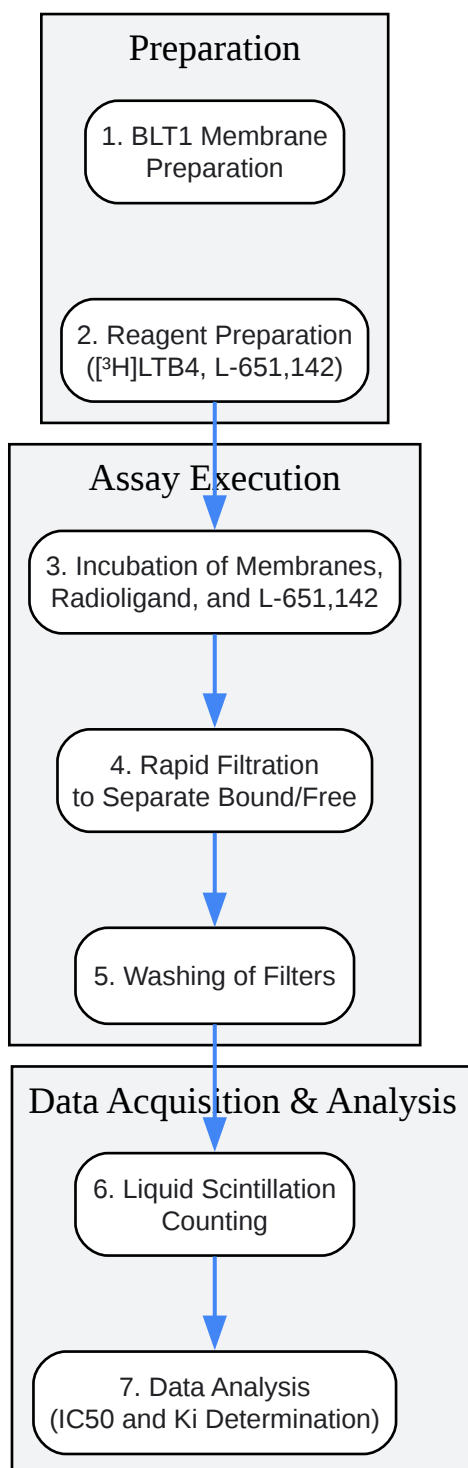 Preparation
1. BLT1 Membrane
Preparation
2. Reagent Preparation
([³H]LTB4, L-651,142)
Assay Execution
3. Incubation of Membranes,
Radioligand, and L-651,142
4. Rapid Filtration
to Separate Bound/Free
5. Washing of Filters
Data Acquisition & Analysis
6. Liquid Scintillation
Counting
7. Data Analysis
(IC50 and Ki Determination)